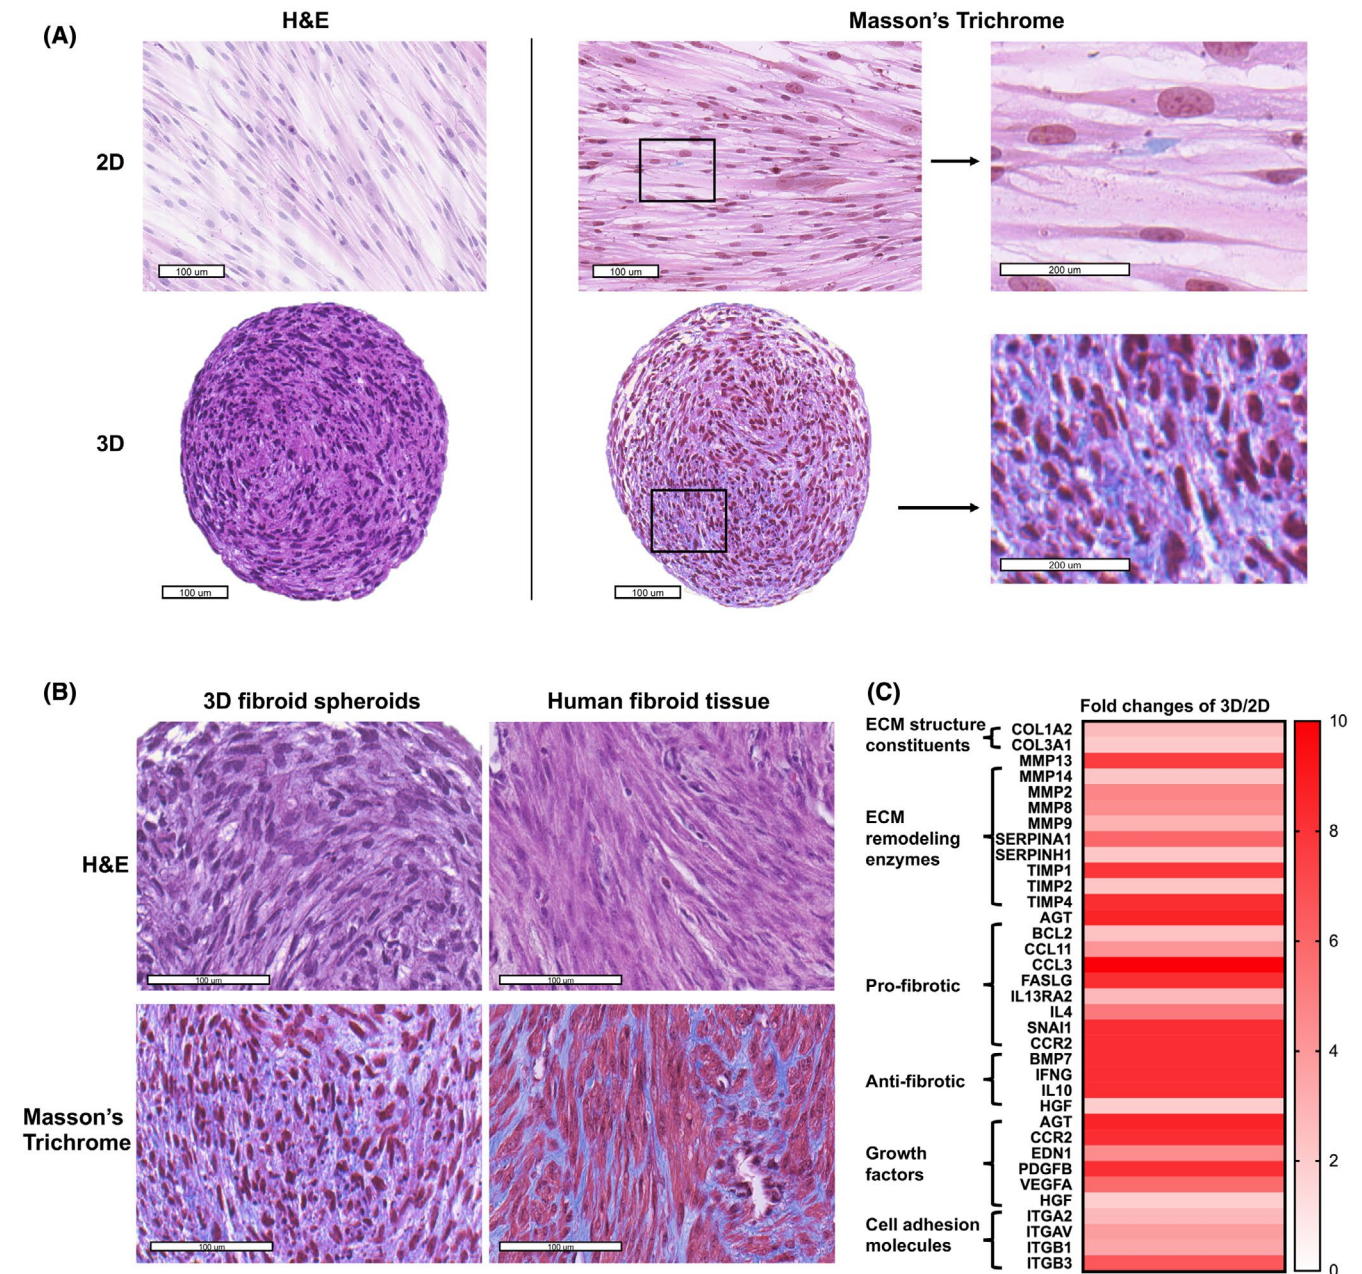 (A)
H&E
Masson's Trichrome
2D
100 um
100 um
200 um
3D
100 um
100 um
200 um
(B)
3D fibroid spheroids
Human fibroid tissue
H&E
100 um
100 um
Masson's
Trichrome
100 um
100 um
(C)
Fold changes of 3D/2D
ECM structure
constituents
COL1A2
COL3A1
MMP13
MMP14
MMP2
MMP8
MMP9
SERPINA1
SERPINH1
TIMP1
TIMP2
TIMP4
ECM
remodeling
enzymes
AGT
BCL2
CCL11
CCL3
FASLG
IL13RA2
IL4
SNAI1
CCR2
Pro-fibrotic
BMP7
IFNG
IL10
HGF
Anti-fibrotic
AGT
CCR2
EDN1
PDGFB
VEGFA
HGF
Growth
factors
ITGA2
ITGAV
ITGB1
ITGB3
Cell adhesion
molecules
10
8
6
4
2
0